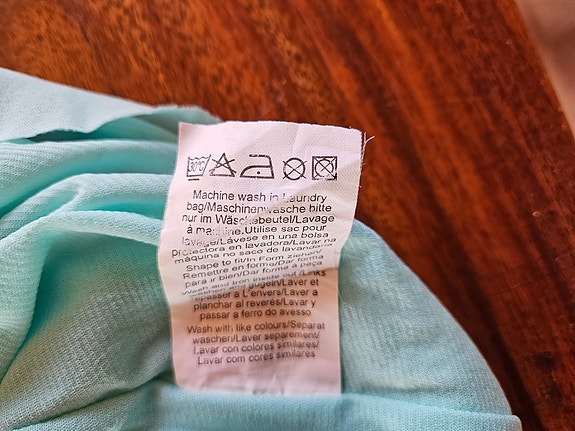 30°C
Machine wash in Laundry
bag/Maschinenwäsche bitte
nur im Wäschebeutel/Lavage
à machine.Utilise sac pour
lavage/Lávese en una bolsa
protectora en lavadora/Lavar na
máquina no saco de lavandaria
Shape to fit/In Form ziehen/
Remettre en forme/Dar forma
para ir bien/Dar forma à peça
Wash and iron inside out/Links
waschen und bügeln/Laver et
repasser à L'envers/Lavar et
planchar al revers/Lavar y
passar a ferro do avesso
Wash with like colours/Separat
waschen/Laver separement/
Lavar con colores similares/
Lavar com cores similares